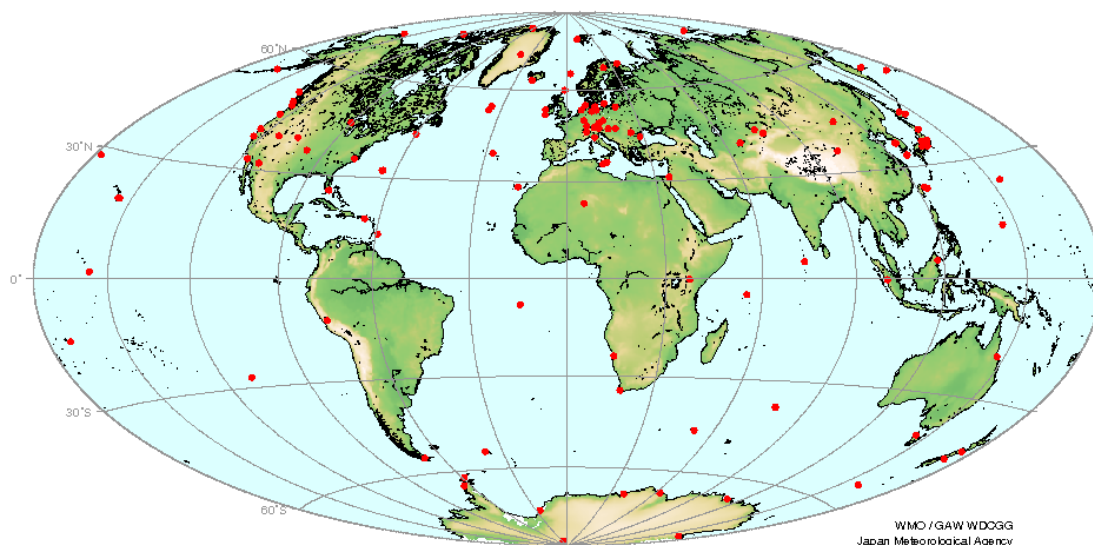 60°N
30°N
0°
30°S
60°S
WMO / GAW WDCGG
Japan Meteorological Agency